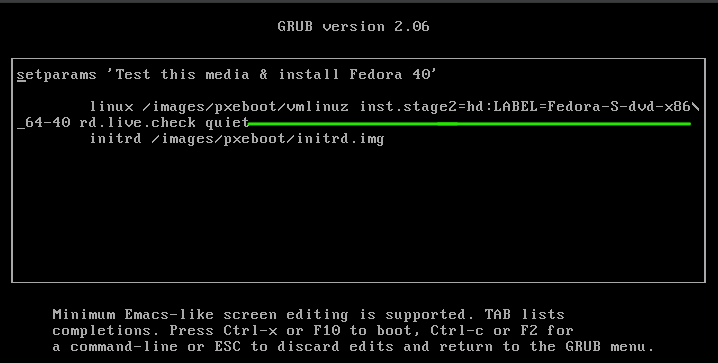 GRUB version 2.06
setparams 'Test this media & install Fedora 40'
linux /images/pxeboot/vmlinuz inst.stage2=hd:LABEL=Fedora-S-dvd-x86\
_64-40 rd.live.check quiet
initrd /images/pxeboot/initrd.img
Minimum Emacs-like screen editing is supported. TAB lists
completions. Press Ctrl-x or F10 to boot, Ctrl-c or F2 for
a command-line or ESC to discard edits and return to the GRUB menu.